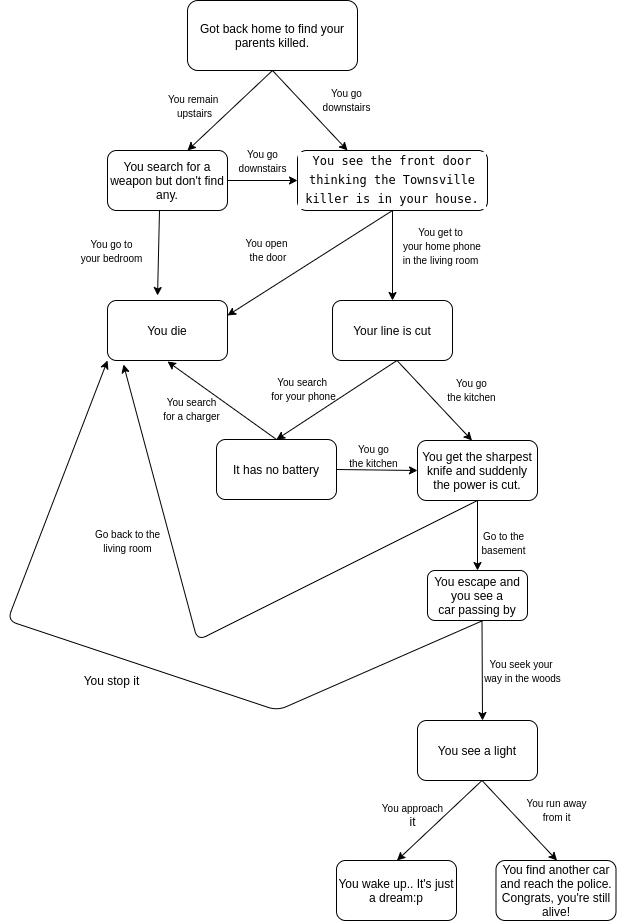 Got back home to find your
parents killed.
You remain
upstairs
You go
downstairs
You search for a
weapon but don't find
any.
You go
downstairs
You see the front door
thinking the Townsville
killer is in your house.
You go to
your bedroom
You open
the door
You get to
your home phone
in the living room
You die
Your line is cut
You search
for a charger
You search
for your phone
You go
the kitchen
It has no battery
You go
the kitchen
You get the sharpest
knife and suddenly
the power is cut.
Go back to the
living room
Go to the
basement
You escape and
you see a
car passing by
You stop it
You seek your
way in the woods
You see a light
You approach
it
You run away
from it
You wake up.. It's just
a dream:p
You find another car
and reach the police.
Congrats, you're still
alive!